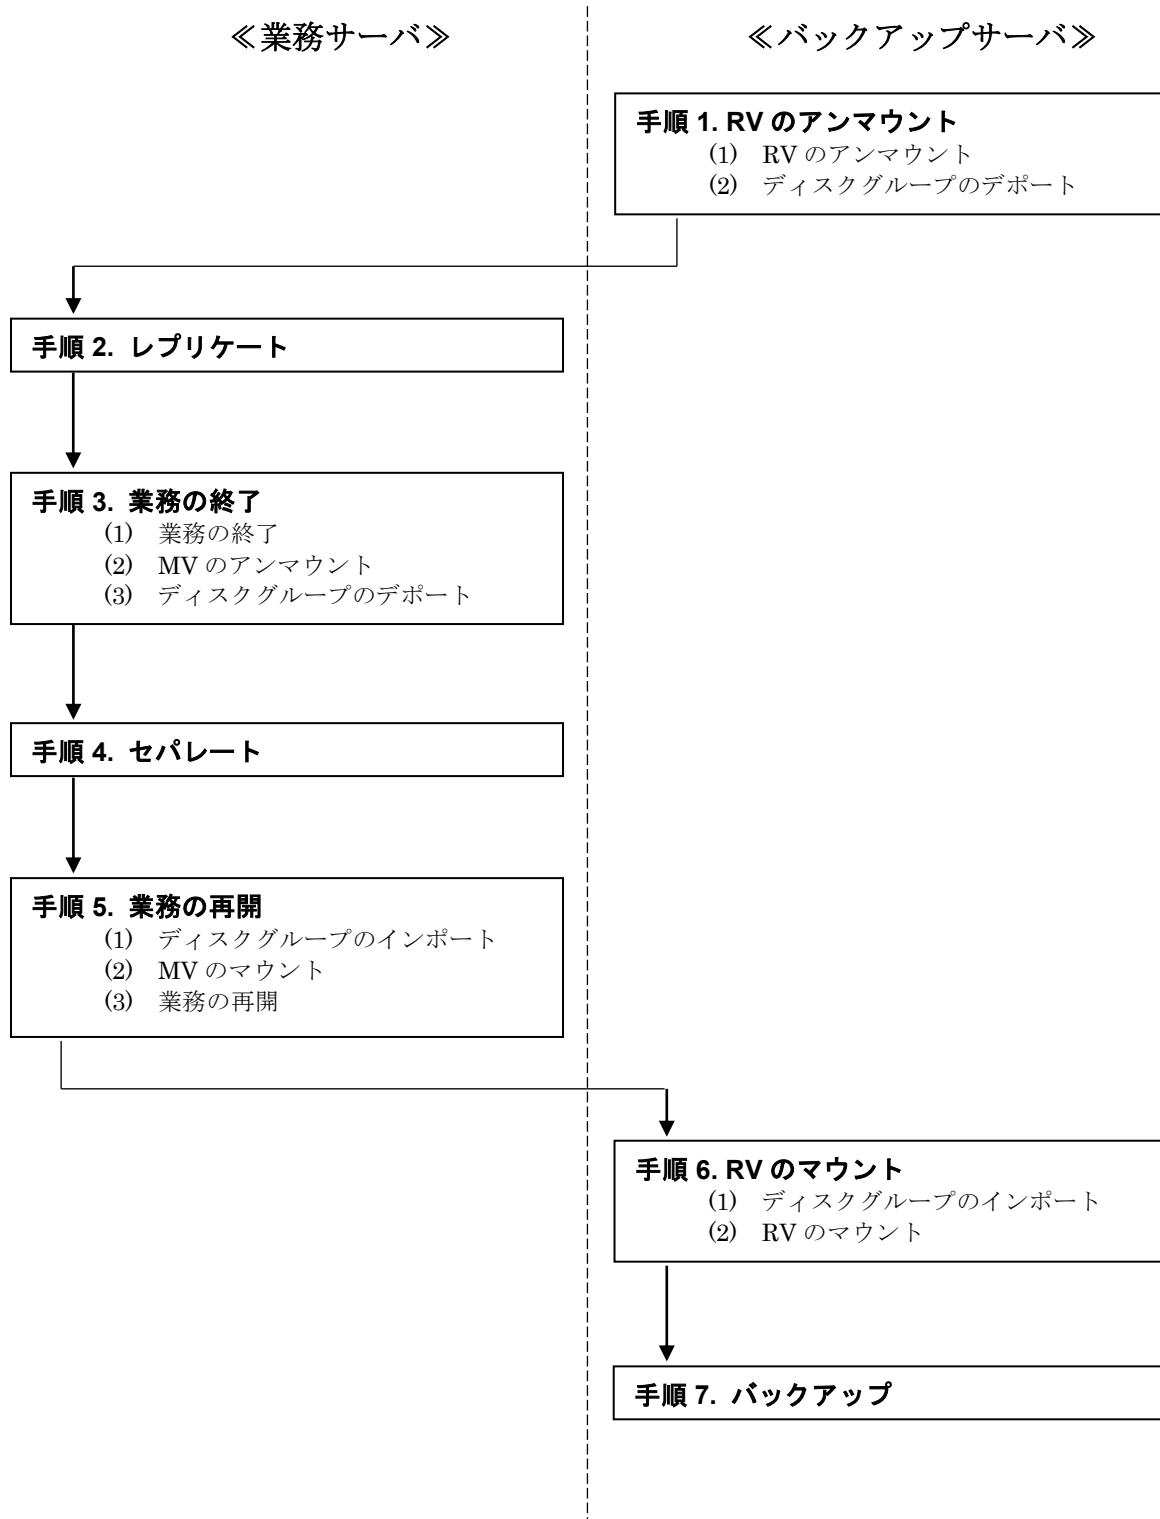 ≪業務サーバ≫
≪バックアップサーバ≫
手順 1. RV のアンマウント
(1) RV のアンマウント
(2) ディスクグループのデポート
手順 2. レプリケート
手順 3. 業務の終了
(1) 業務の終了
(2) MV のアンマウント
(3) ディスクグループのデポート
手順 4. セパレート
手順 5. 業務の再開
(1) ディスクグループのインポート
(2) MV のマウント
(3) 業務の再開
手順 6. RV のマウント
(1) ディスクグループのインポート
(2) RV のマウント
手順 7. バックアップ